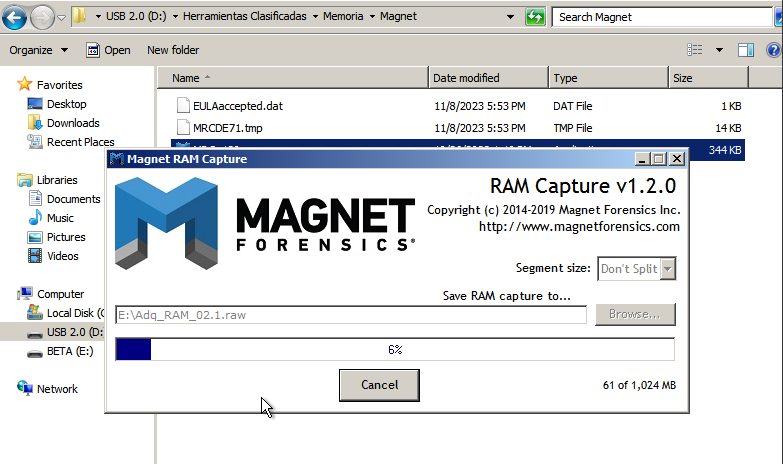 USB 2.0 (D:) Herramientas Clasificadas Memoria Magnet Search Magnet
Organize Open New folder
Favorites
Desktop
Downloads
Recent Places
Libraries
Documents
Music
Pictures
Videos
Computer
Local Disk (C
USB 2.0 (D:
BETA (E:)
Network
Name Date modified Type Size
EULAaccepted.dat 11/8/2023 5:53 PM DAT File 1 KB
MRCDE71.tmp 11/8/2023 5:53 PM TMP File 14 KB
344 KB
Magnet RAM Capture
MAGNET
FORENSICS®
RAM Capture v1.2.0
Copyright (c) 2014-2019 Magnet Forensics Inc.
http://www.magnetforensics.com
Segment size: Don't Split
Save RAM capture to...
E:\Adq_RAM_02.1.raw Browse...
6%
Cancel
61 of 1,024 MB